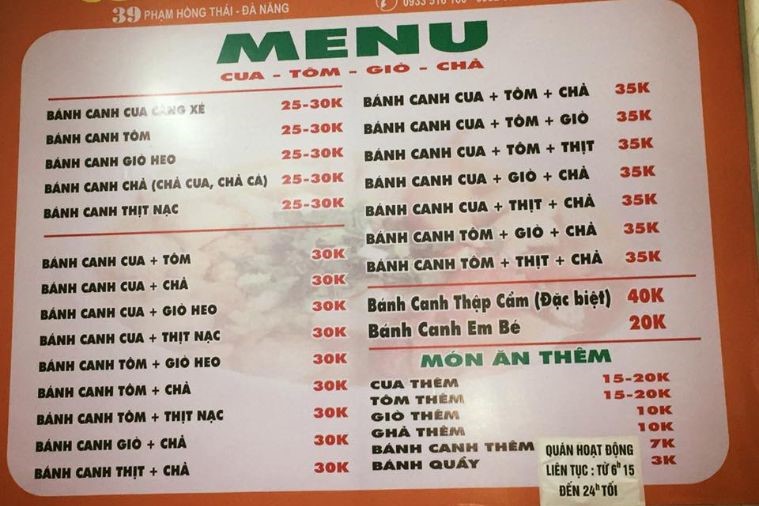 39 PHẠM HỒNG THÁI - ĐÀ NẴNG
MENU
CUA - TÔM - GIÒ - CHẢ
BÁNH CANH CUA CÀNG XÉ 25-30K
BÁNH CANH TÔM 25-30K
BÁNH CANH GIÒ HEO 25-30K
BÁNH CANH CHẢ (CHẢ CUA, CHẢ CÁ) 25-30K
BÁNH CANH THỊT NẠC 25-30K
BÁNH CANH CUA + TÔM 30K
BÁNH CANH CUA + CHẢ 30K
BÁNH CANH CUA + GIÒ HEO 30K
BÁNH CANH CUA + THỊT NẠC 30K
BÁNH CANH TÔM + GIÒ HEO 30K
BÁNH CANH TÔM + CHẢ 30K
BÁNH CANH TÔM + THỊT NẠC 30K
BÁNH CANH GIÒ + CHẢ 30K
BÁNH CANH THỊT + CHẢ 30K
BÁNH CANH CUA + TÔM + CHẢ 35K
BÁNH CANH CUA + TÔM + GIÒ 35K
BÁNH CANH CUA + TÔM + THỊT 35K
BÁNH CANH CUA + GIÒ + CHẢ 35K
BÁNH CANH CUA + THỊT + CHẢ 35K
BÁNH CANH TÔM + GIÒ + CHẢ 35K
BÁNH CANH TÔM + THỊT + CHẢ 35K
Bánh Canh Thập Cẩm (Đặc biệt) 40K
Bánh Canh Em Bé 20K
MÓN ĂN THÊM
CUA THÊM 15-20K
TÔM THÊM 15-20K
GIÒ THÊM 10K
GHẢ THÊM 10K
BÁNH CANH THÊM 7K
BÁNH QUẨY 3K
QUÁN HOẠT ĐỘNG
LIÊN TỤC : TỪ 6h 15
ĐẾN 24h TỐI